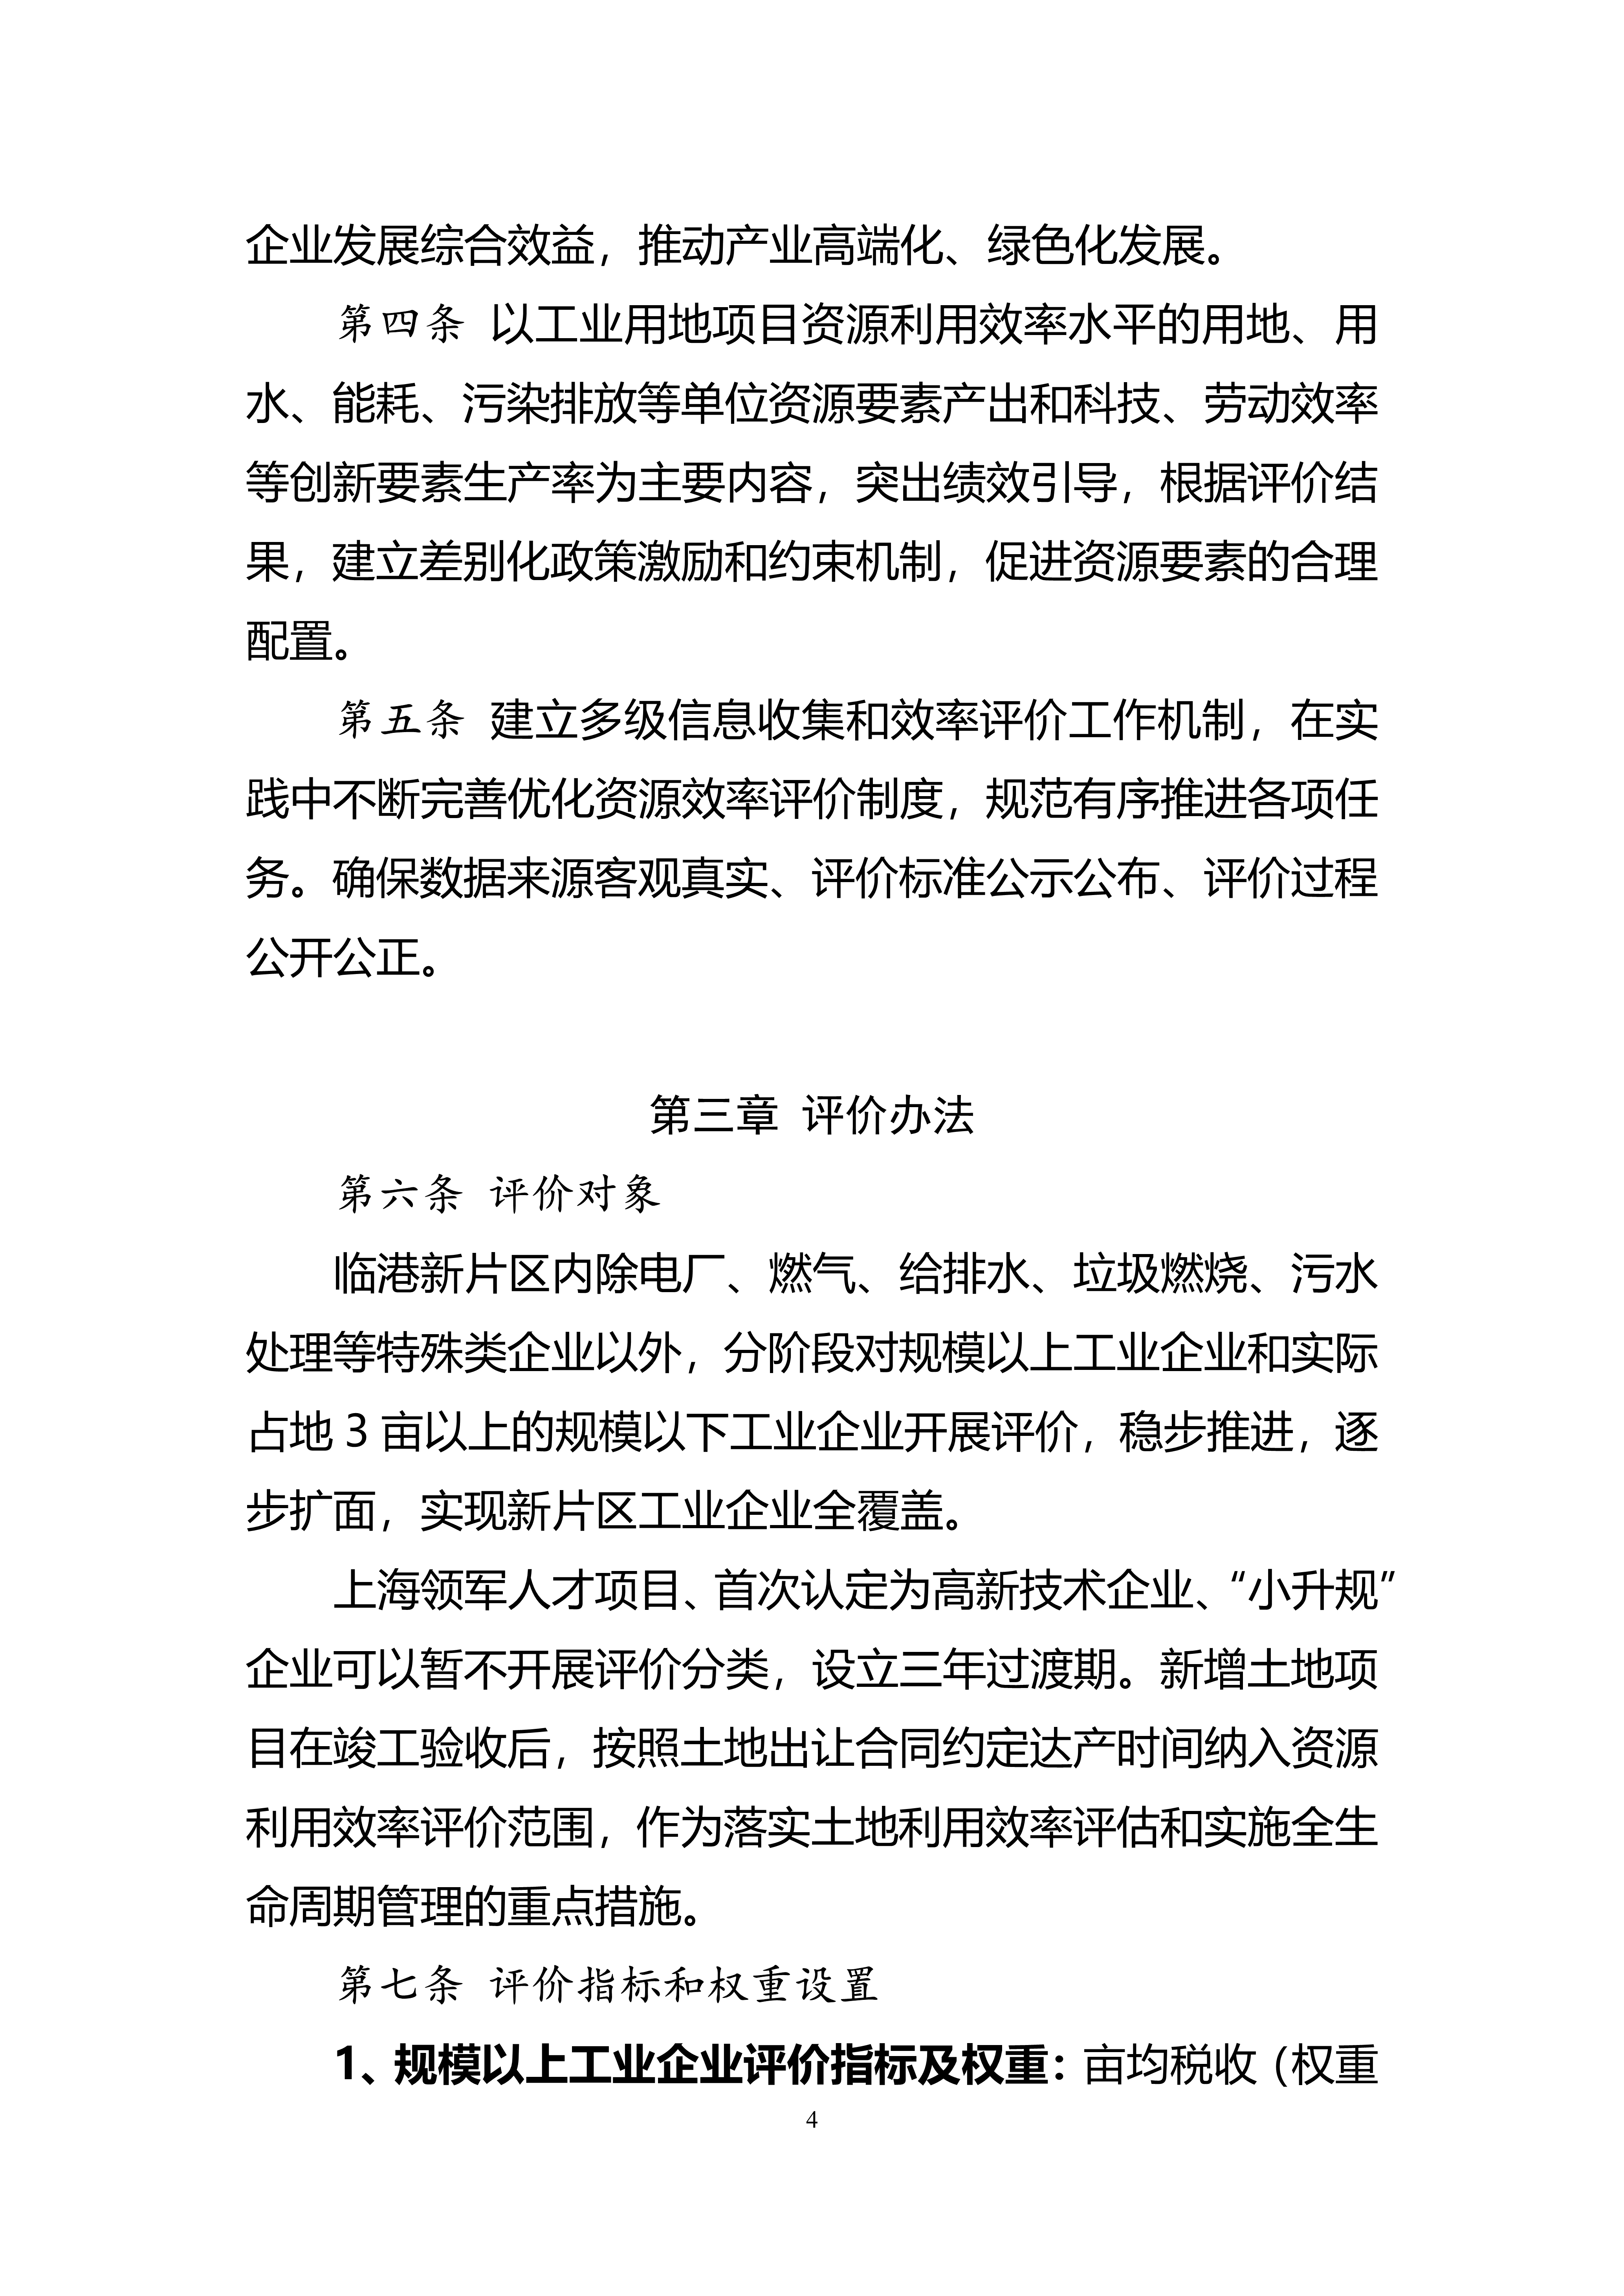 企业发展综合效益，推动产业高端化、绿色化发展。
第四条 以工业用地项目资源利用效率水平的用地、用
水、能耗、污染排放等单位资源要素产出和科技、劳动效率
等创新要素生产率为主要内容，突出绩效引导，根据评价结
果，建立差别化政策激励和约束机制，促进资源要素的合理
配置。
第五条 建立多级信息收集和效率评价工作机制，在实
践中不断完善优化资源效率评价制度，规范有序推进各项任
务。确保数据来源客观真实、评价标准公示公布、评价过程
公开公正。
第三章 评价办法
第六条 评价对象
临港新片区内除电厂、燃气、给排水、垃圾燃烧、污水
处理等特殊类企业以外，分阶段对规模以上工业企业和实际
占地 3 亩以上的规模以下工业企业开展评价，稳步推进，逐
步扩面，实现新片区工业企业全覆盖。
上海领军人才项目、首次认定为高新技术企业、“小升规”
企业可以暂不开展评价分类，设立三年过渡期。新增土地项
目在竣工验收后，按照土地出让合同约定达产时间纳入资源
利用效率评价范围，作为落实土地利用效率评估和实施全生
命周期管理的重点措施。
第七条 评价指标和权重设置
1、规模以上工业企业评价指标及权重：亩均税收（权重
4